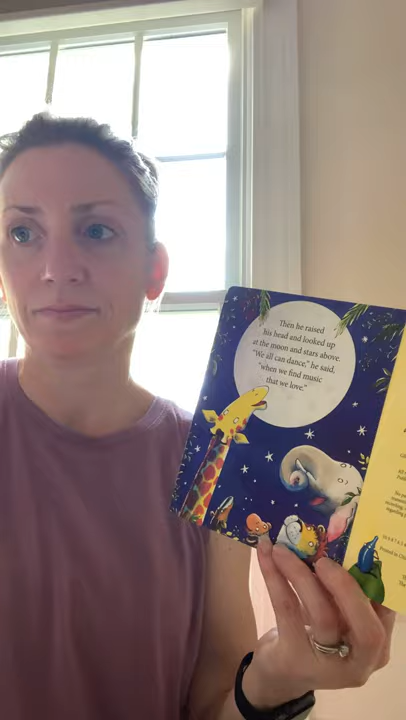 Then he raised
his head and looked up
at the moon and stars above.
"We all can dance," he said,
"when we find music
that we love."